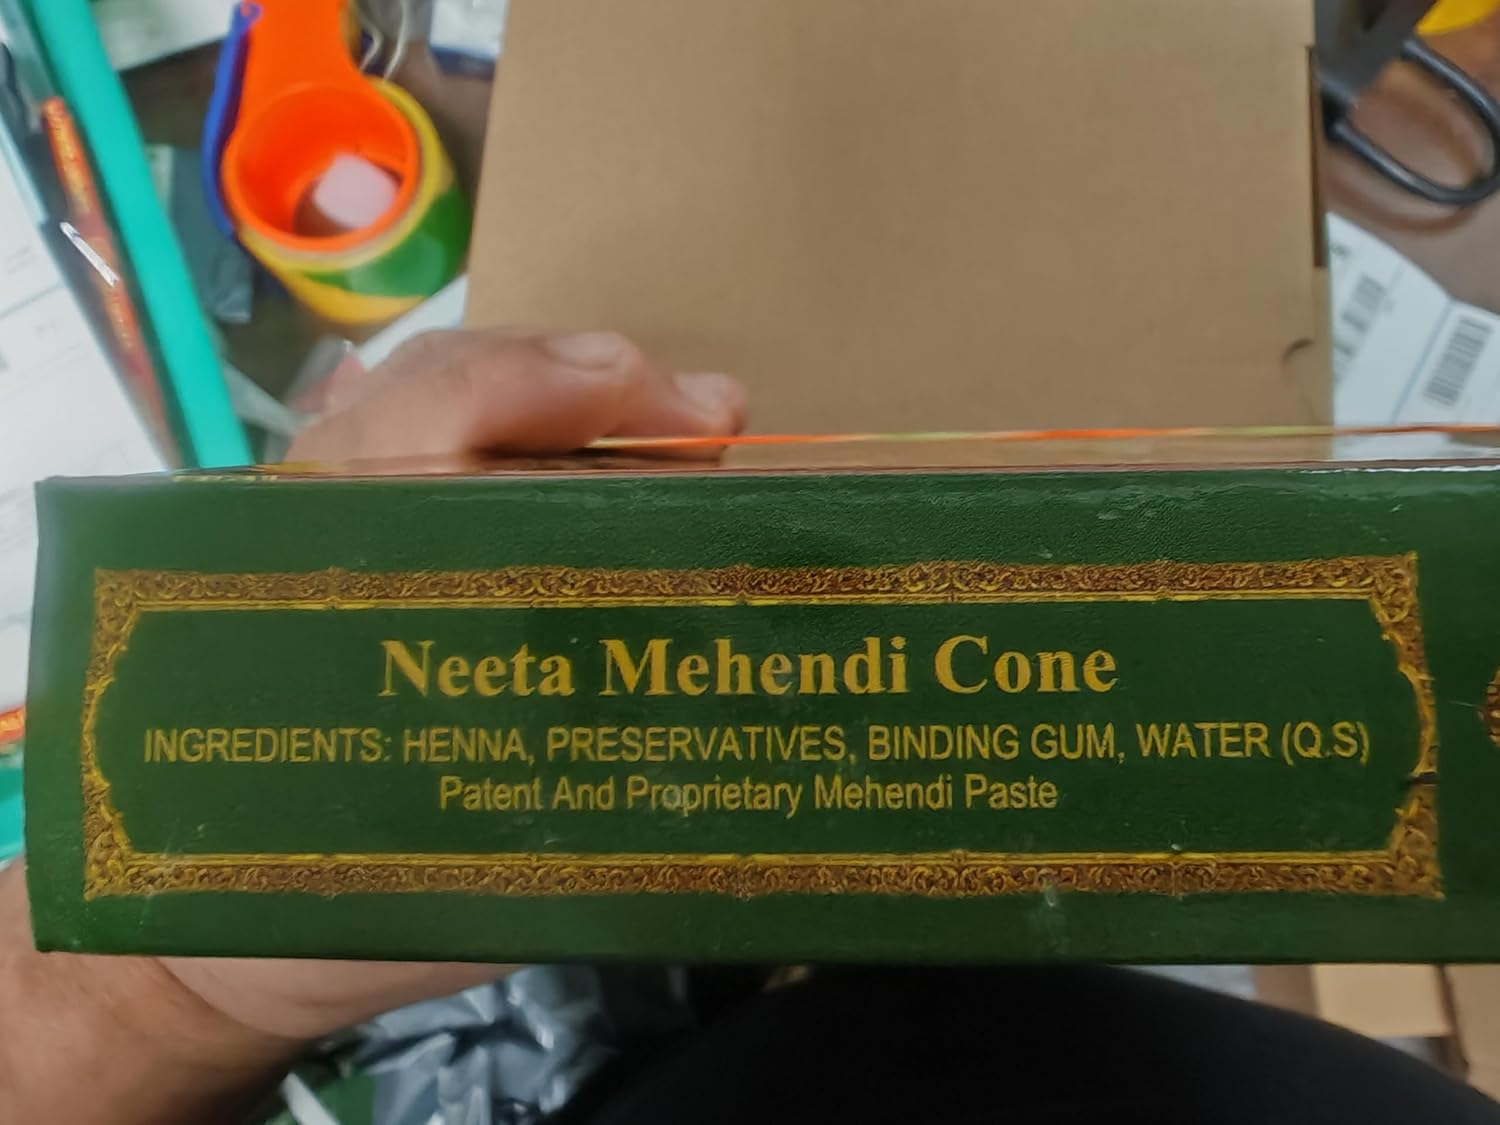 Neeta Mehendi Cone
INGREDIENTS: HENNA, PRESERVATIVES, BINDING GUM, WATER (Q.S)
Patent And Proprietary Mehendi Paste